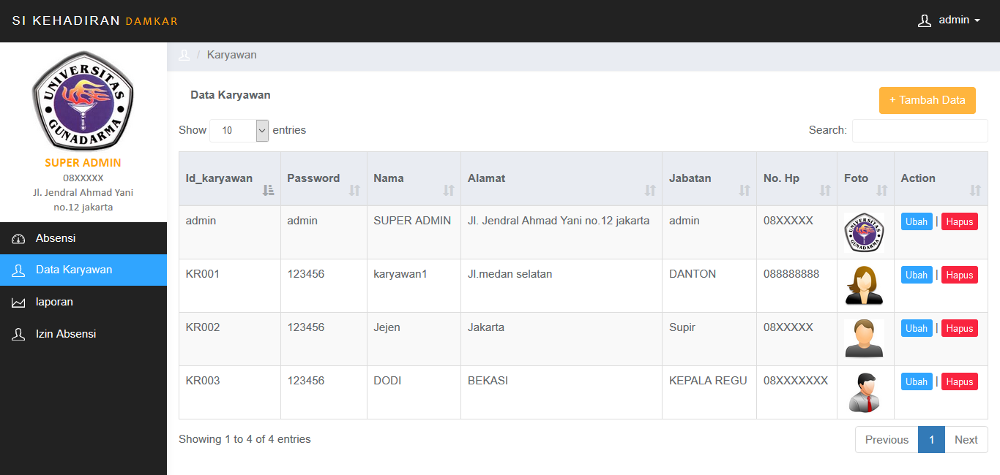 SI KEHADIRAN DAMKAR
admin
UNIVERSITAS GUNADARMA
SUPER ADMIN
08XXXXX
Jl. Jendral Ahmad Yani
no.12 jakarta
Absensi
Data Karyawan
laporan
Izin Absensi
/ Karyawan
Data Karyawan
+ Tambah Data
Show 10 entries
Search:
Id_karyawan Password Nama Alamat Jabatan No. Hp Foto Action
admin admin SUPER ADMIN Jl. Jendral Ahmad Yani no.12 jakarta admin 08XXXXX UNIVERSITAS GUNADARMA Ubah | Hapus
KR001 123456 karyawan1 Jl.medan selatan DANTON 088888888 Ubah | Hapus
KR002 123456 Jejen Jakarta Supir 08XXXXX Ubah | Hapus
KR003 123456 DODI BEKASI KEPALA REGU 08XXXXXXX Ubah | Hapus
Showing 1 to 4 of 4 entries
Previous 1 Next